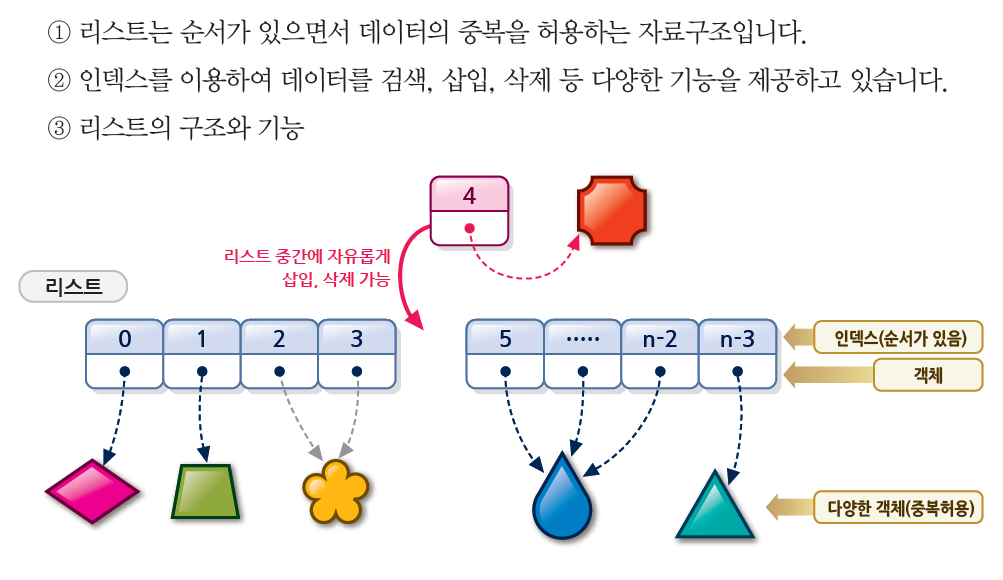 ① 리스트는 순서가 있으면서 데이터의 중복을 허용하는 자료구조입니다.
② 인덱스를 이용하여 데이터를 검색, 삽입, 삭제 등 다양한 기능을 제공하고 있습니다.
③ 리스트의 구조와 기능
4
리스트 중간에 자유롭게
삽입, 삭제 가능
리스트
0 1 2 3 5 ····· n-2 n-3
인덱스(순서가 있음)
객체
다양한 객체(중복허용)